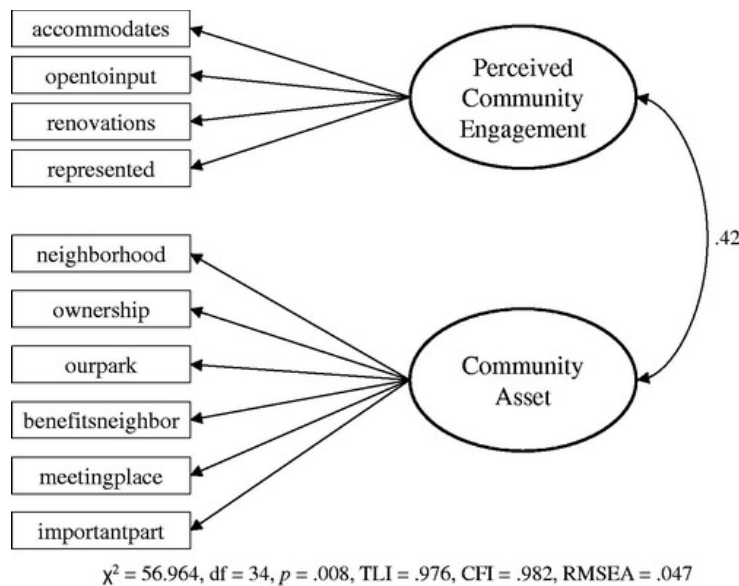 accommodates
opentoinput
renovations
represented
Perceived
Community
Engagement
.42
neighborhood
ownership
ourpark
benefitsneighbor
meetingplace
importantpart
Community
Asset
χ² = 56.964, df = 34, p = .008, TLI = .976, CFI = .982, RMSEA = .047